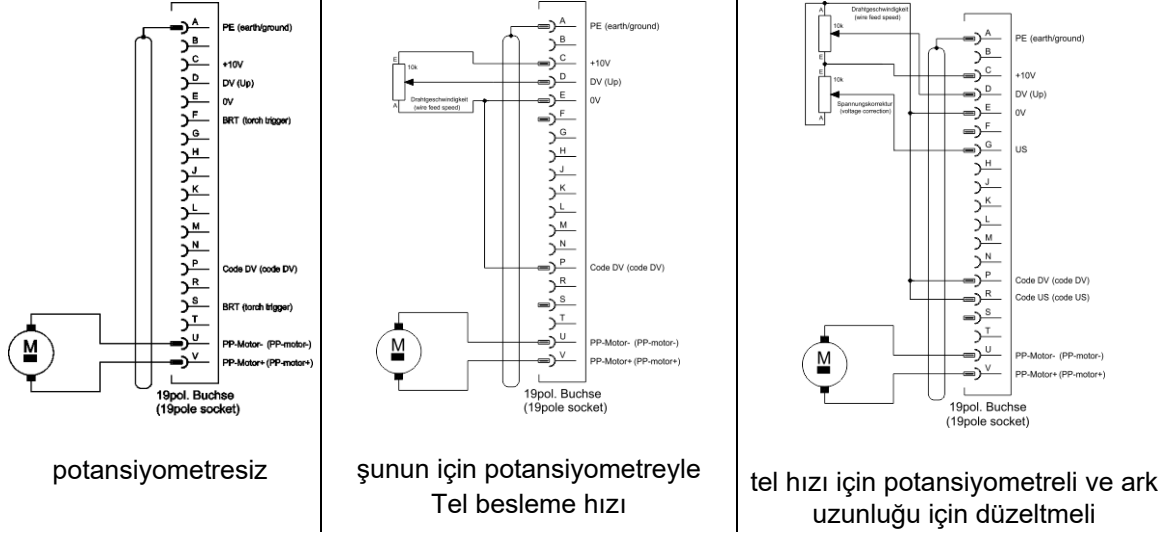 A
PE (earth/ground)
B
C
+10V
D
DV (Up)
E
0V
F
BRT (torch trigger)
G
H
J
K
L
M
N
P
Code DV (code DV)
R
S
BRT (torch trigger)
T
U
PP-Motor- (PP-motor-)
V
PP-Motor+ (PP-motor+)
M
19pol. Buchse
(19pole socket)
potansiyometresiz
A
PE (earth/ground)
B
E
10k
C
+10V
D
DV (Up)
A
Drahtgeschwindigkeit
(wire feed speed)
E
0V
F
G
H
J
K
L
M
N
P
Code DV (code DV)
R
S
T
U
PP-Motor- (PP-motor-)
V
PP-Motor+ (PP-motor+)
M
19pol. Buchse
(19pole socket)
şunun için potansiyometreyle
Tel besleme hızı
A
Drahtgeschwindigkeit
(wire feed speed)
10k
E
A
PE (earth/ground)
B
E
10k
C
+10V
D
DV (Up)
A
Spannungskorrektur
(voltage correction)
E
0V
F
G
US
H
J
K
L
M
N
P
Code DV (code DV)
R
Code US (code US)
S
T
U
PP-Motor- (PP-motor-)
V
PP-Motor+ (PP-motor+)
M
19pol. Buchse
(19pole socket)
tel hızı için potansiyometreli ve ark
uzunluğu için düzeltmeli